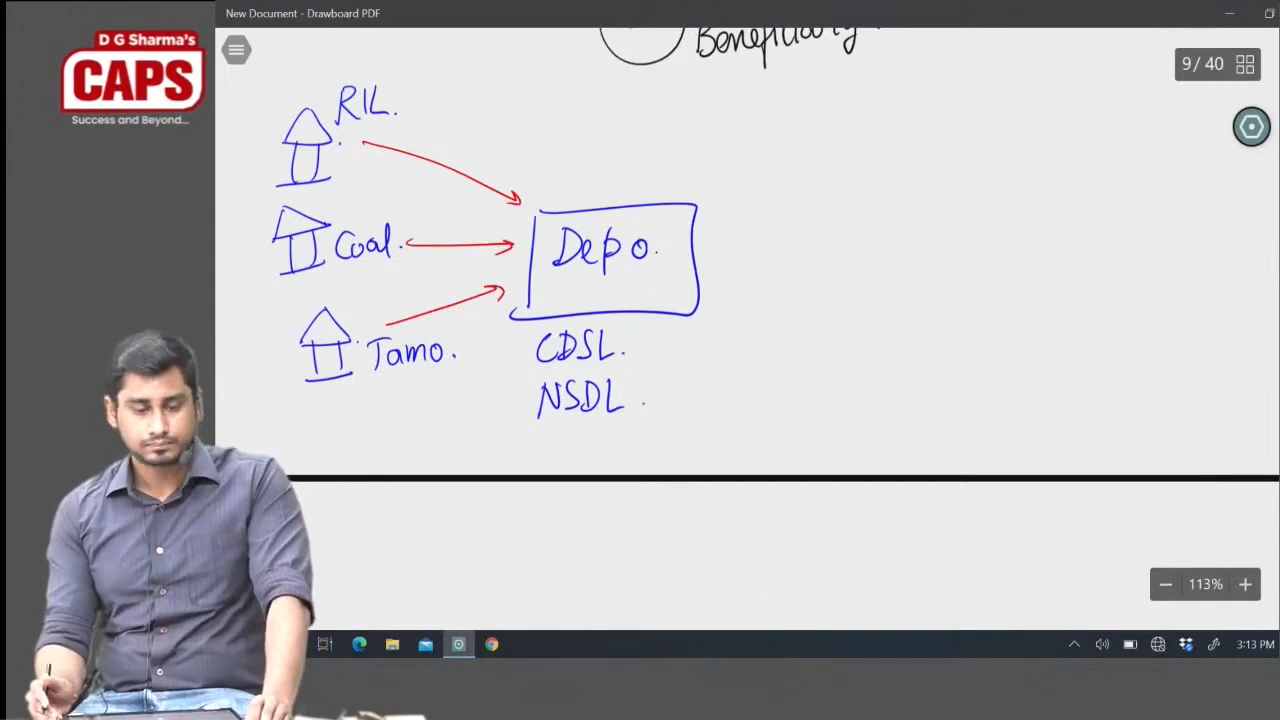 New Document - Drawboard PDF
D G Sharma's
CAPS
Success and Beyond...
Beneficiary
9 / 40
RIL.
Coal.
Depo.
Tamo.
CDSL.
NSDL
113%
3:13 PM